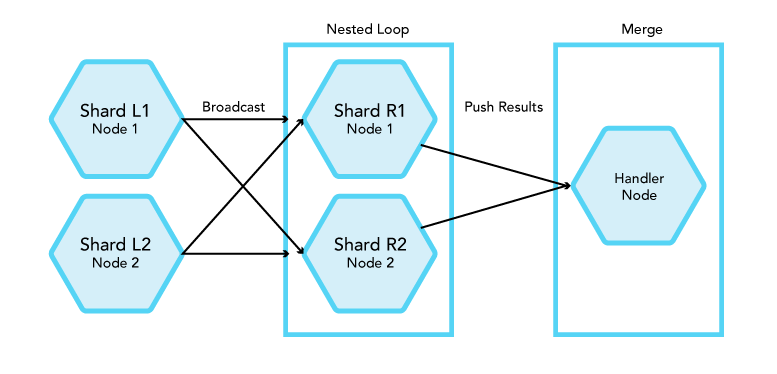 Nested Loop
Merge
Shard L1
Node 1
Broadcast
Shard R1
Node 1
Push Results
Shard L2
Node 2
Shard R2
Node 2
Handler
Node